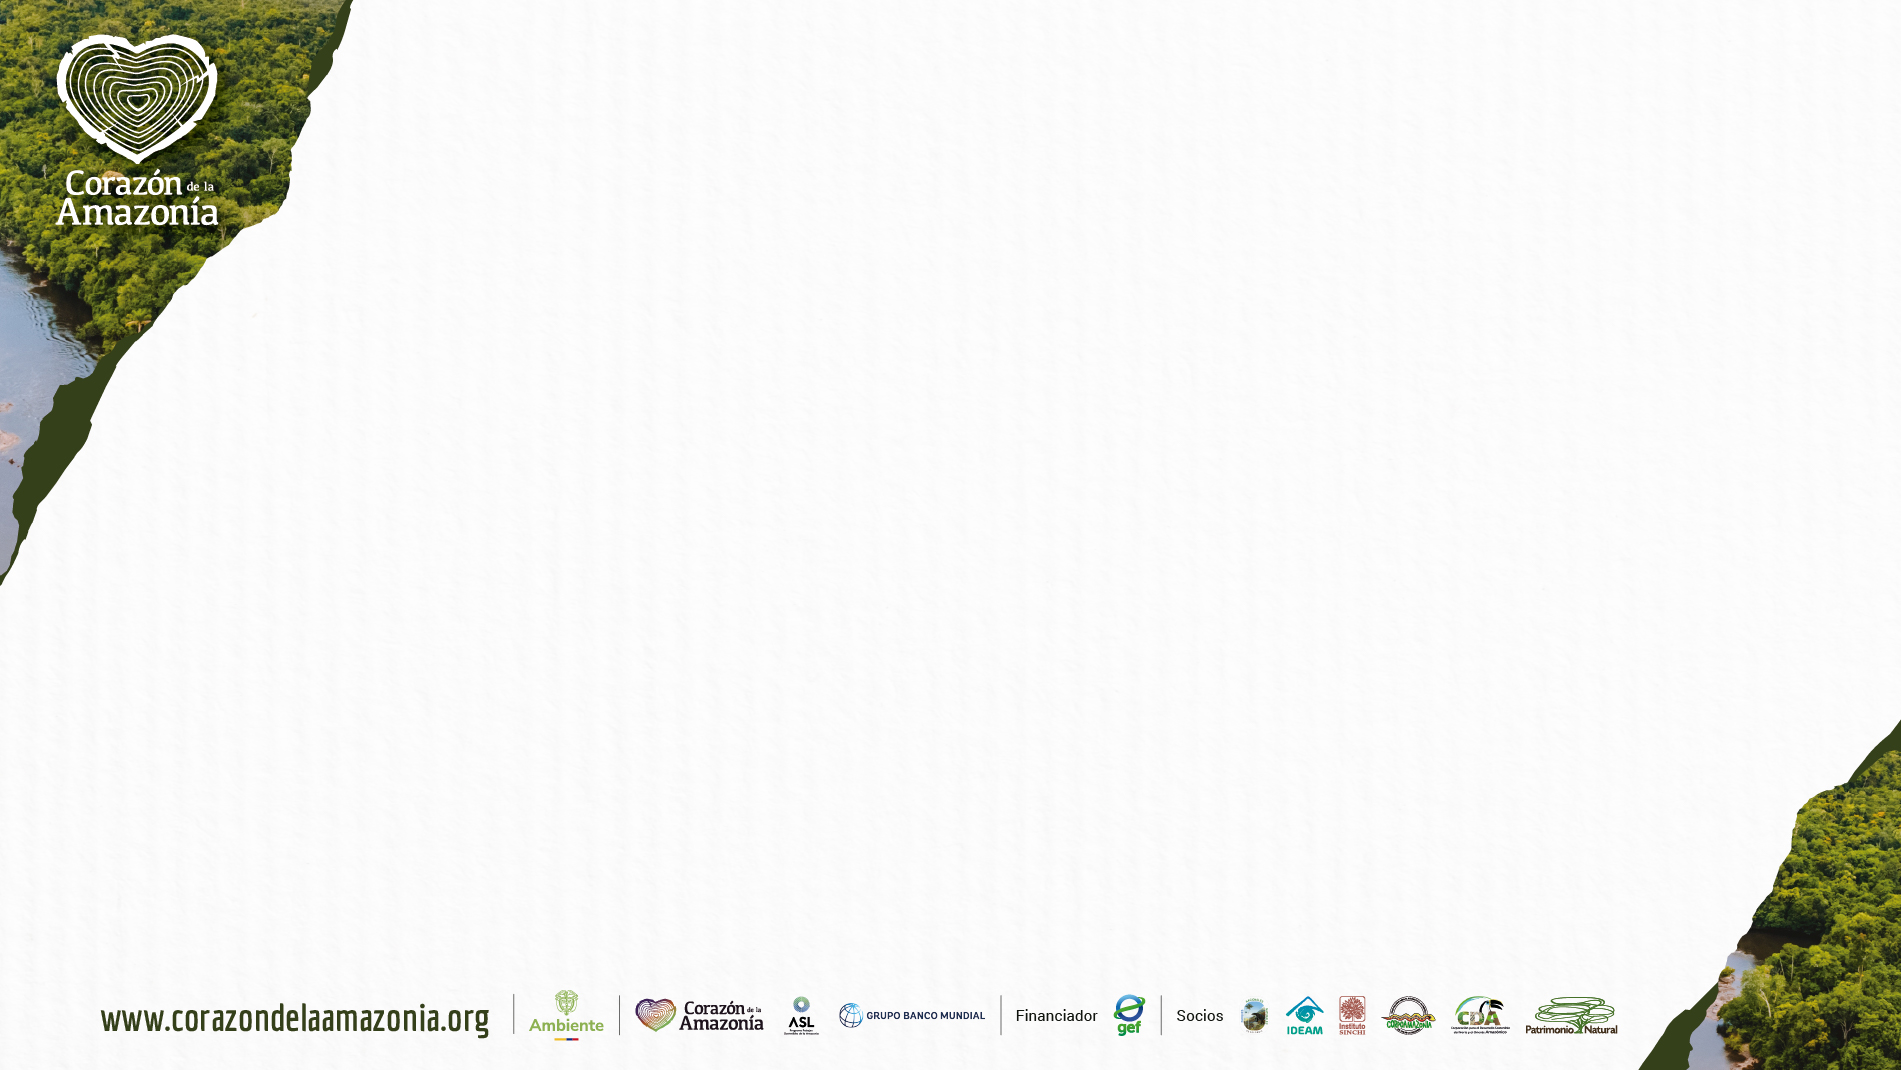 Corazón de la
Amazonía
www.corazondelaamazonia.org
Ambiente
Corazón de la
Amazonía
ASL
GRUPO BANCO MUNDIAL
Financiador
gef
Socios
IDEAM
Instituto
SINCHI
CORPOAMAZONIA
CDA
Patrimonio Natural